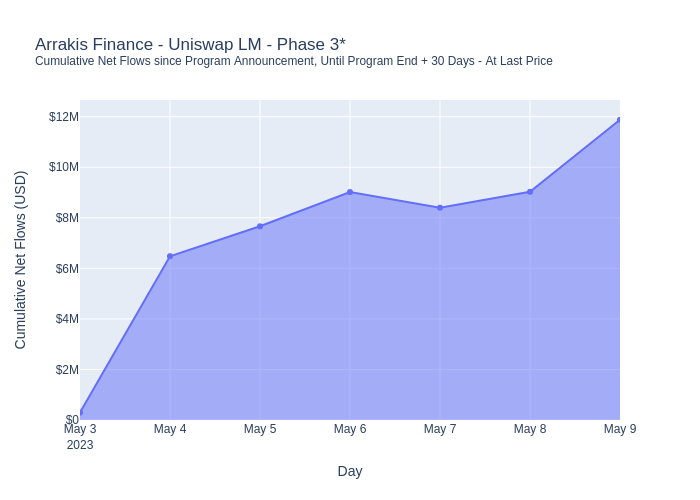 Arrakis Finance - Uniswap LM - Phase 3*
Cumulative Net Flows since Program Announcement, Until Program End + 30 Days - At Last Price
Cumulative Net Flows (USD)
$12M
$10M
$8M
$6M
$4M
$2M
$0
May 3
2023
May 4
May 5
May 6
May 7
May 8
May 9
Day